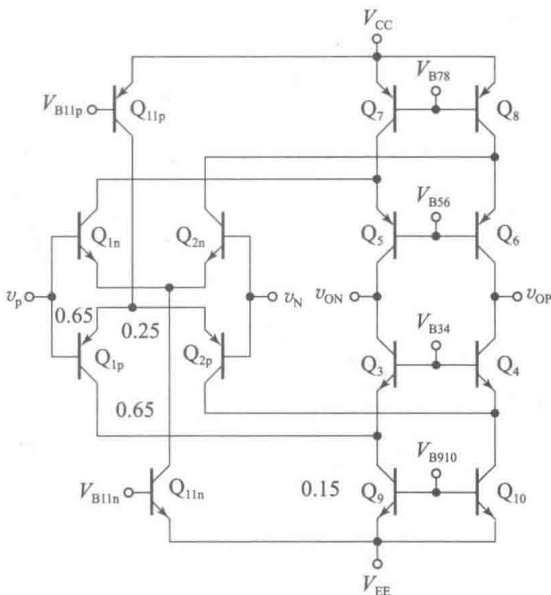 V_CC
V_B11p Q_11p Q_7 V_B78 Q_8
V_B56
Q_1n Q_2n Q_5 Q_6
v_p 0.65 0.25 v_N v_ON v_OP
V_B34
Q_1p Q_2p Q_3 Q_4
0.65
V_B910
V_B11n Q_11n 0.15 Q_9 Q_10
V_EE